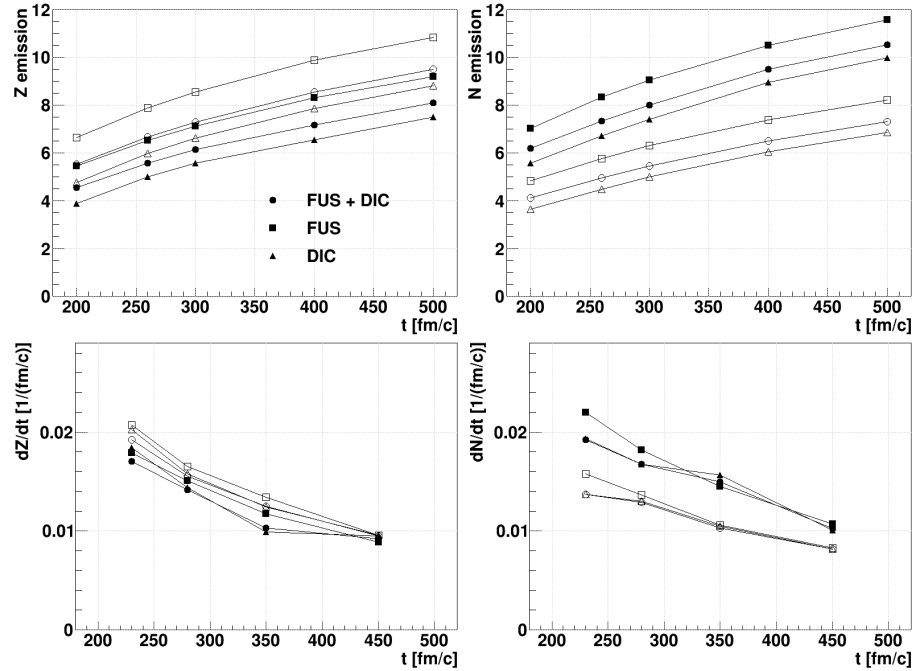 Z emission
12
10
8
6
4
2
0
FUS + DIC
FUS
DIC
200 250 300 350 400 450 500
t [fm/c]
N emission
12
10
8
6
4
2
0
200 250 300 350 400 450 500
t [fm/c]
dZ/dt [1/(fm/c)]
0.02
0.01
0
200 250 300 350 400 450 500
t [fm/c]
dN/dt [1/(fm/c)]
0.02
0.01
0
200 250 300 350 400 450 500
t [fm/c]